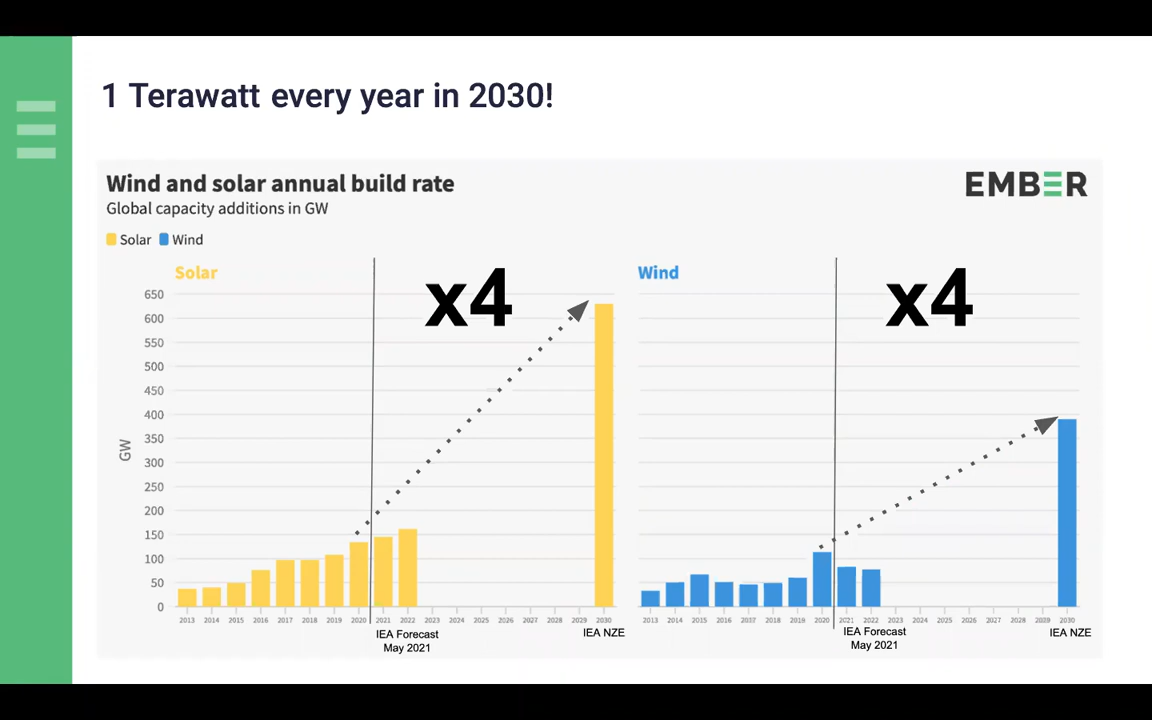 1 Terawatt every year in 2030!
Wind and solar annual build rate
EMBER
Global capacity additions in GW
Solar Wind
Solar
x4
650
600
550
500
450
400
350
300
250
200
150
100
50
0
GW
2013 2014 2015 2016 2017 2018 2019 2020 2021 2022 2023 2024 2025 2026 2027 2028 2029 2030
IEA Forecast
May 2021
IEA NZE
Wind
x4
2013 2014 2015 2016 2037 2018 2019 2020 2021 2022 2023 2024 2025 2026 2027 2028 2029 2030
IEA Forecast
May 2021
IEA NZE